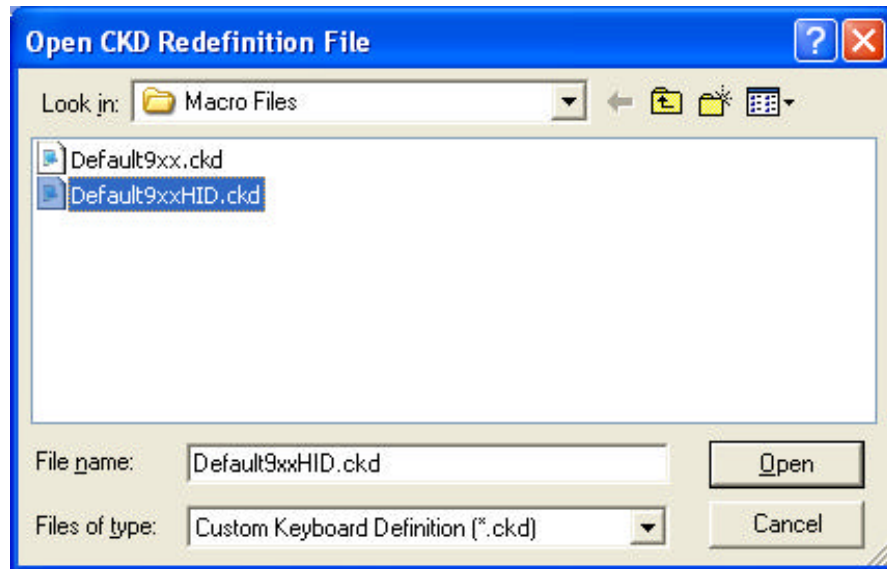 Open CKD Redefinition File
Look in: Macro Files
Default9xx.ckd
Default9xxHID.ckd
File name: Default9xxHID.ckd Open
Files of type: Custom Keyboard Definition (*.ckd) Cancel